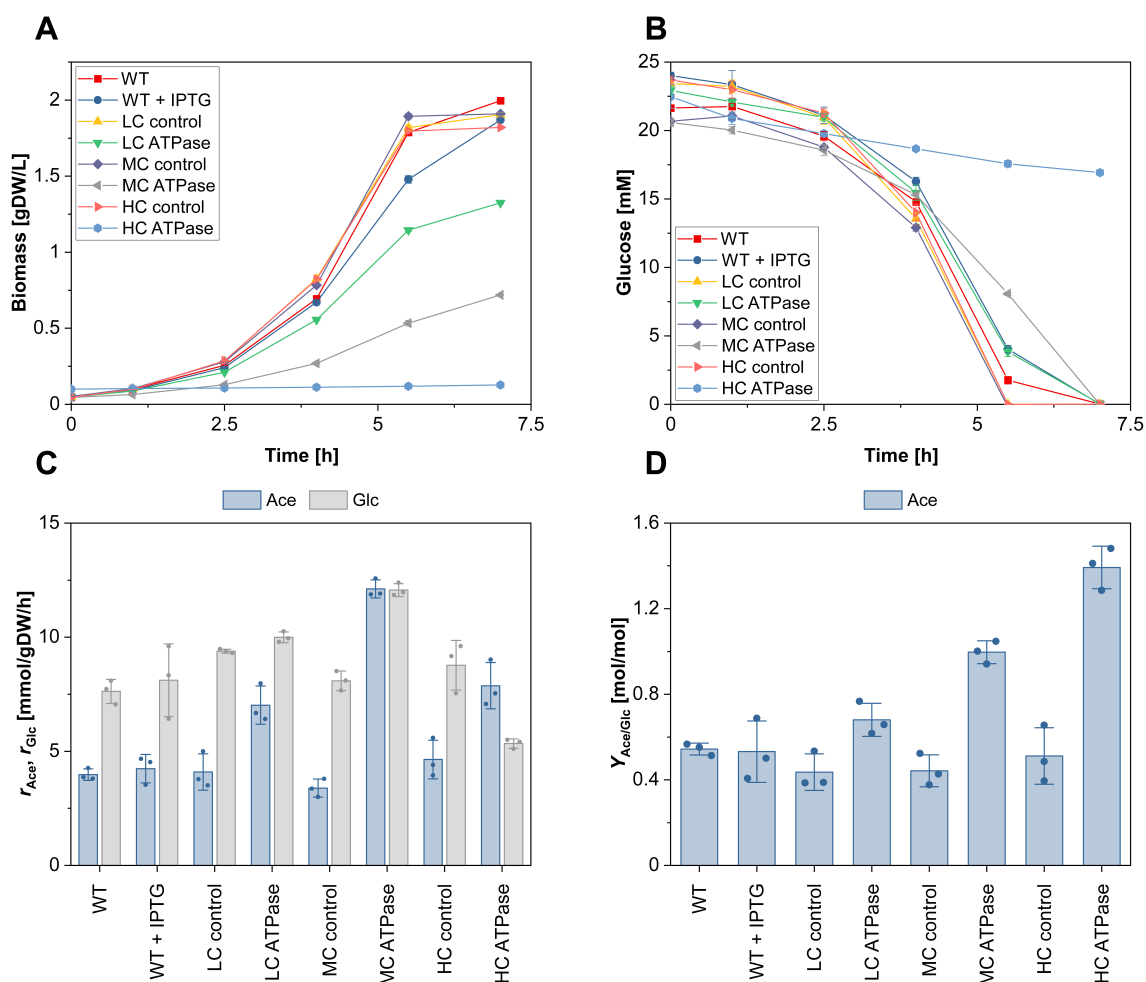 A
Biomass [gDW/L]
2
1.5
1
0.5
0
WT
WT + IPTG
LC control
LC ATPase
MC control
MC ATPase
HC control
HC ATPase
0
2.5
5
7.5
Time [h]
B
Glucose [mM]
25
20
15
10
5
0
WT
WT + IPTG
LC control
LC ATPase
MC control
MC ATPase
HC control
HC ATPase
0
2.5
5
7.5
Time [h]
C
Ace
Glc
rAce, rGlc [mmol/gDW/h]
15
10
5
0
WT
WT + IPTG
LC control
LC ATPase
MC control
MC ATPase
HC control
HC ATPase
D
Ace
YAce/Glc [mol/mol]
1.6
1.2
0.8
0.4
0
WT
WT + IPTG
LC control
LC ATPase
MC control
MC ATPase
HC control
HC ATPase